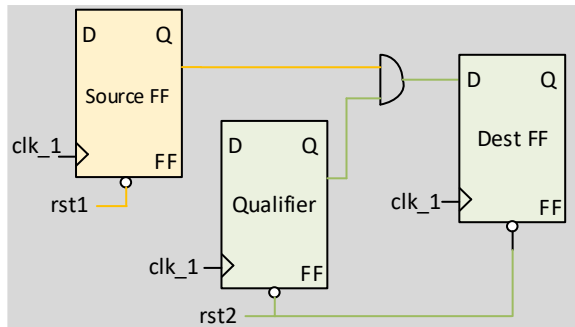 D Q
Source FF
clk_1
FF
rst1
D Q
Qualifier
clk_1
FF
rst2
D Q
Dest FF
clk_1
FF